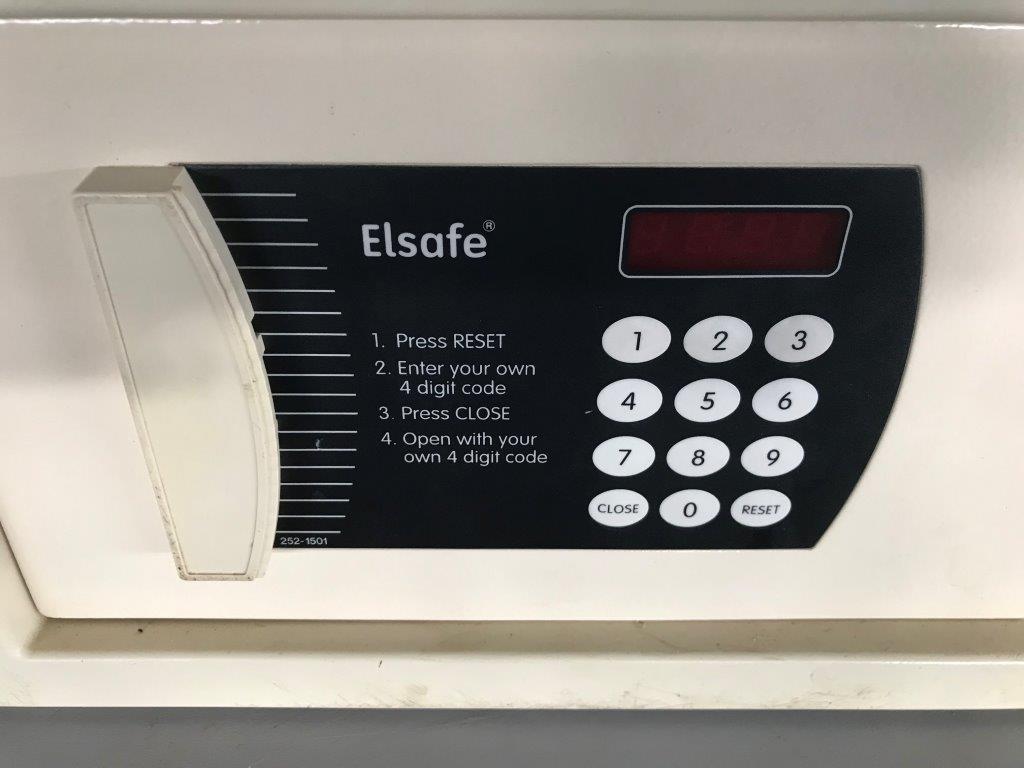 Elsafe®
1. Press RESET
2. Enter your own
4 digit code
3. Press CLOSE
4. Open with your
own 4 digit code
252-1501
1 2 3
4 5 6
7 8 9
CLOSE 0 RESET